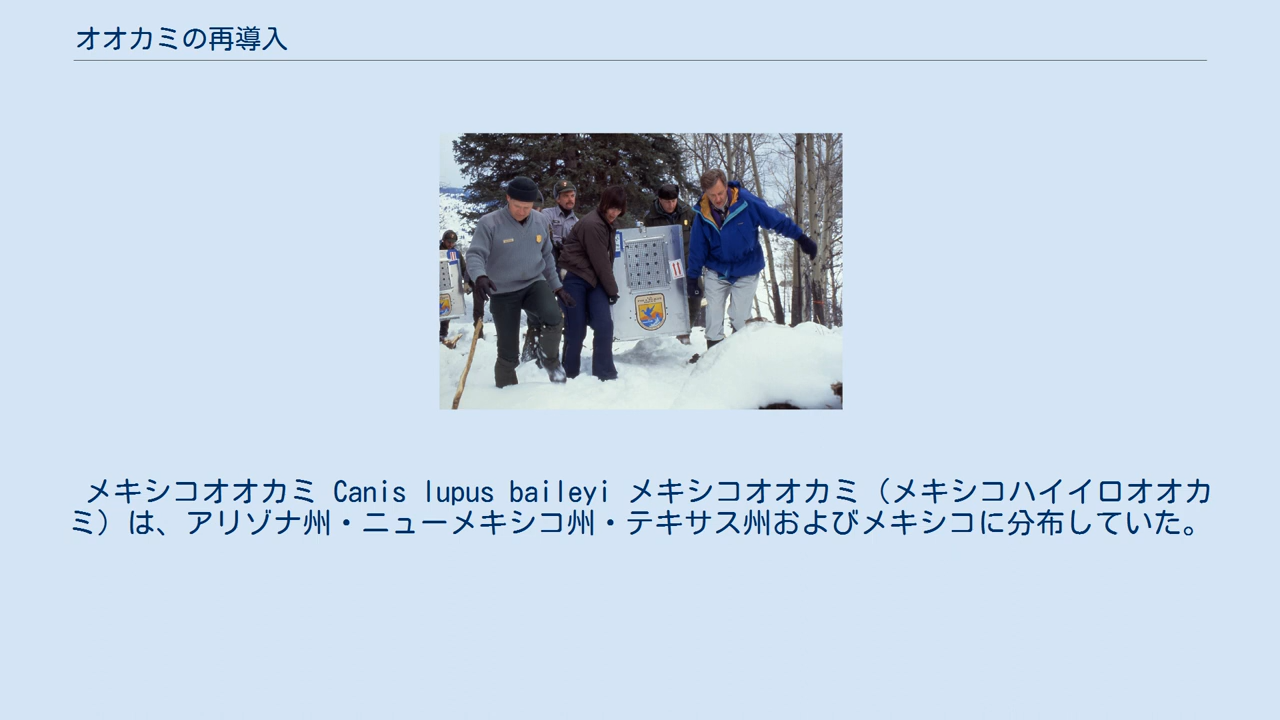 オオカミの再導入
メキシコオオカミ Canis lupus baileyi メキシコオオカミ（メキシコハイイロオオカ
ミ）は、アリゾナ州・ニューメキシコ州・テキサス州およびメキシコに分布していた。